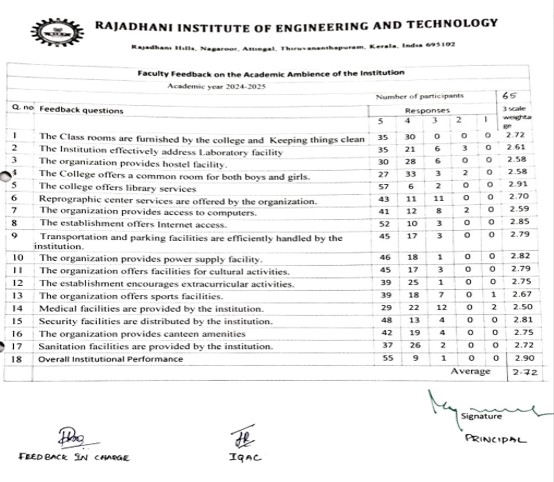 RAJADHANI INSTITUTE OF ENGINEERING AND TECHNOLOGY
Rajadhani Hills, Nagaroor, Attingal, Thiruvananthapuram, Kerala, India 695102
Faculty Feedback on the Academic Ambience of the Institution
Academic year 2024-2025
Number of participants 65
Q. no Feedback questions Responses 3 scale weighta ge
5 4 3 2 1
1 The Class rooms are furnished by the college and Keeping things clean 35 30 0 0 0 2.72
2 The Institution effectively address Laboratory facility 35 21 6 3 0 2.61
3 The organization provides hostel facility. 30 28 6 0 0 2.58
4 The College offers a common room for both boys and girls. 27 33 3 2 0 2.58
5 The college offers library services 57 6 2 0 0 2.91
6 Reprographic center services are offered by the organization. 43 11 11 0 0 2.70
7 The organization provides access to computers. 41 12 8 2 0 2.59
8 The establishment offers Internet access. 52 10 3 0 0 2.85
9 Transportation and parking facilities are efficiently handled by the 45 17 3 0 0 2.79
institution.
10 The organization provides power supply facility. 46 18 1 0 0 2.82
11 The organization offers facilities for cultural activities. 45 17 3 0 0 2.79
12 The establishment encourages extracurricular activities. 39 25 1 0 0 2.75
13 The organization offers sports facilities. 39 18 7 0 1 2.67
14 Medical facilities are provided by the institution. 29 22 12 0 2 2.50
15 Security facilities are distributed by the institution. 48 13 4 0 0 2.81
16 The organization provides canteen amenities 42 19 4 0 0 2.75
17 Sanitation facilities are provided by the institution. 37 26 2 0 0 2.72
18 Overall Institutional Performance 55 9 1 0 0 2.90
Average 2.72
Signature
PRINCIPAL
FEEDBACK IN CHARGE
IQAC